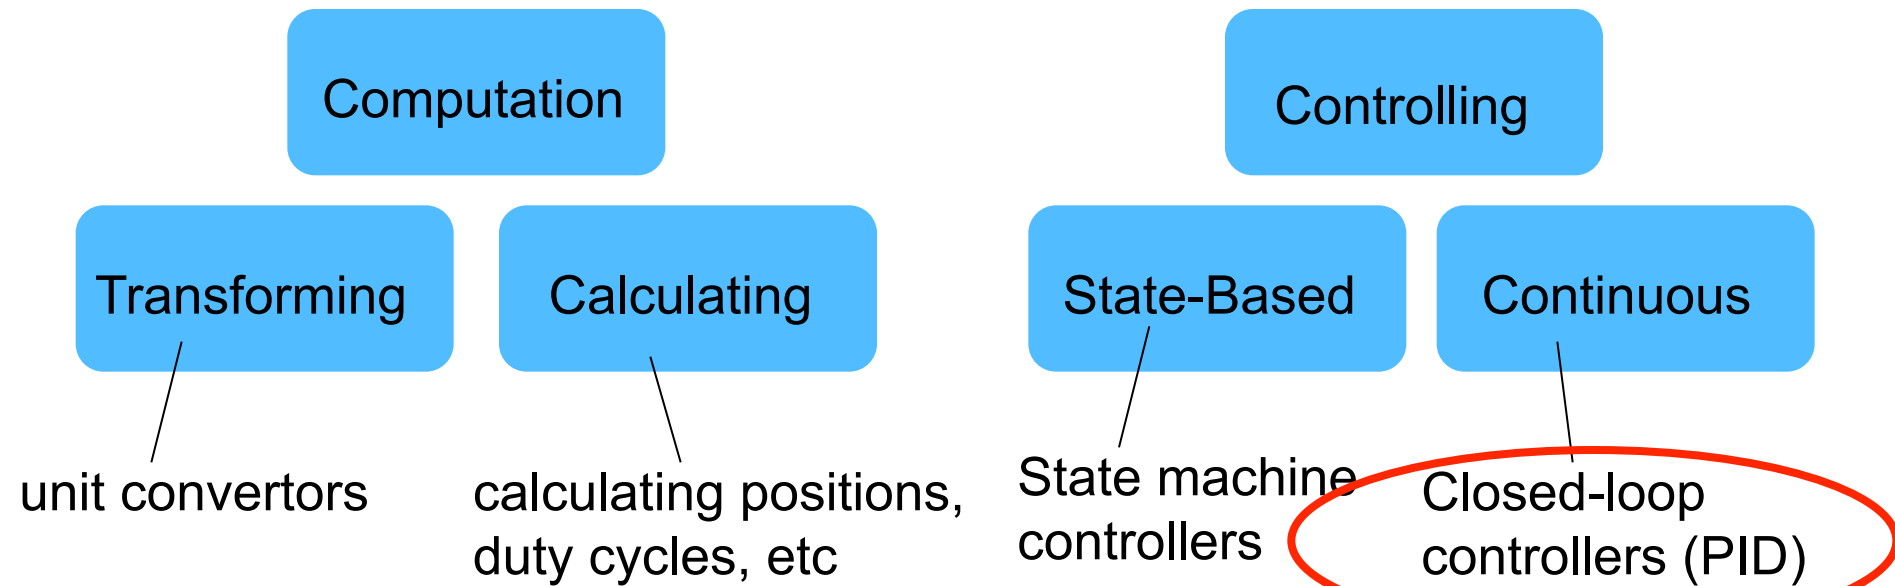 Computation
Controlling
Transforming
Calculating
State-Based
Continuous
unit convertors
calculating positions,
duty cycles, etc
State machine
controllers
Closed-loop
controllers (PID)